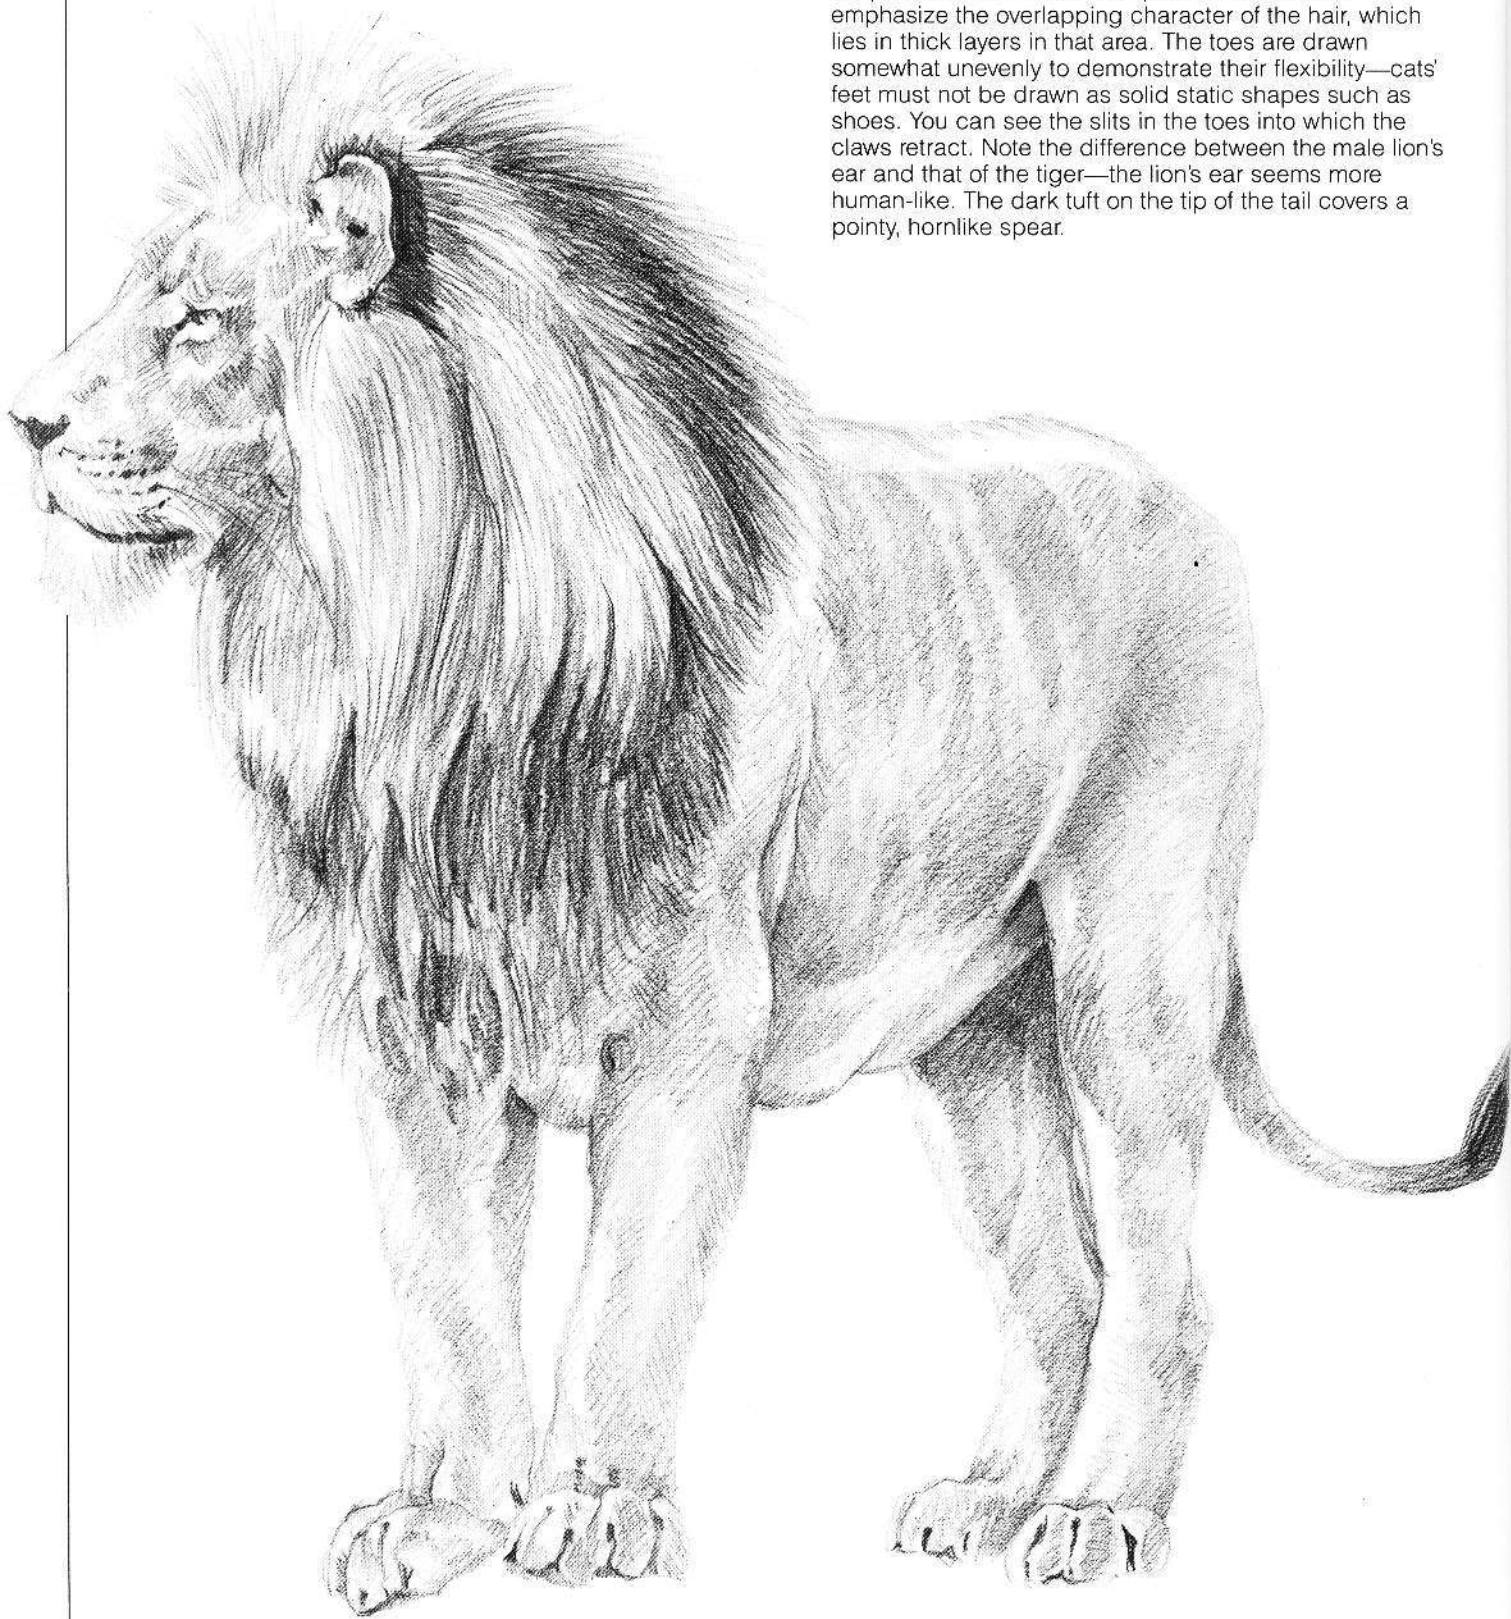 emphasize the overlapping character of the hair, which
lies in thick layers in that area. The toes are drawn
somewhat unevenly to demonstrate their flexibility—cats'
feet must not be drawn as solid static shapes such as
shoes. You can see the slits in the toes into which the
claws retract. Note the difference between the male lion's
ear and that of the tiger—the lion's ear seems more
human-like. The dark tuft on the tip of the tail covers a
pointy, hornlike spear.